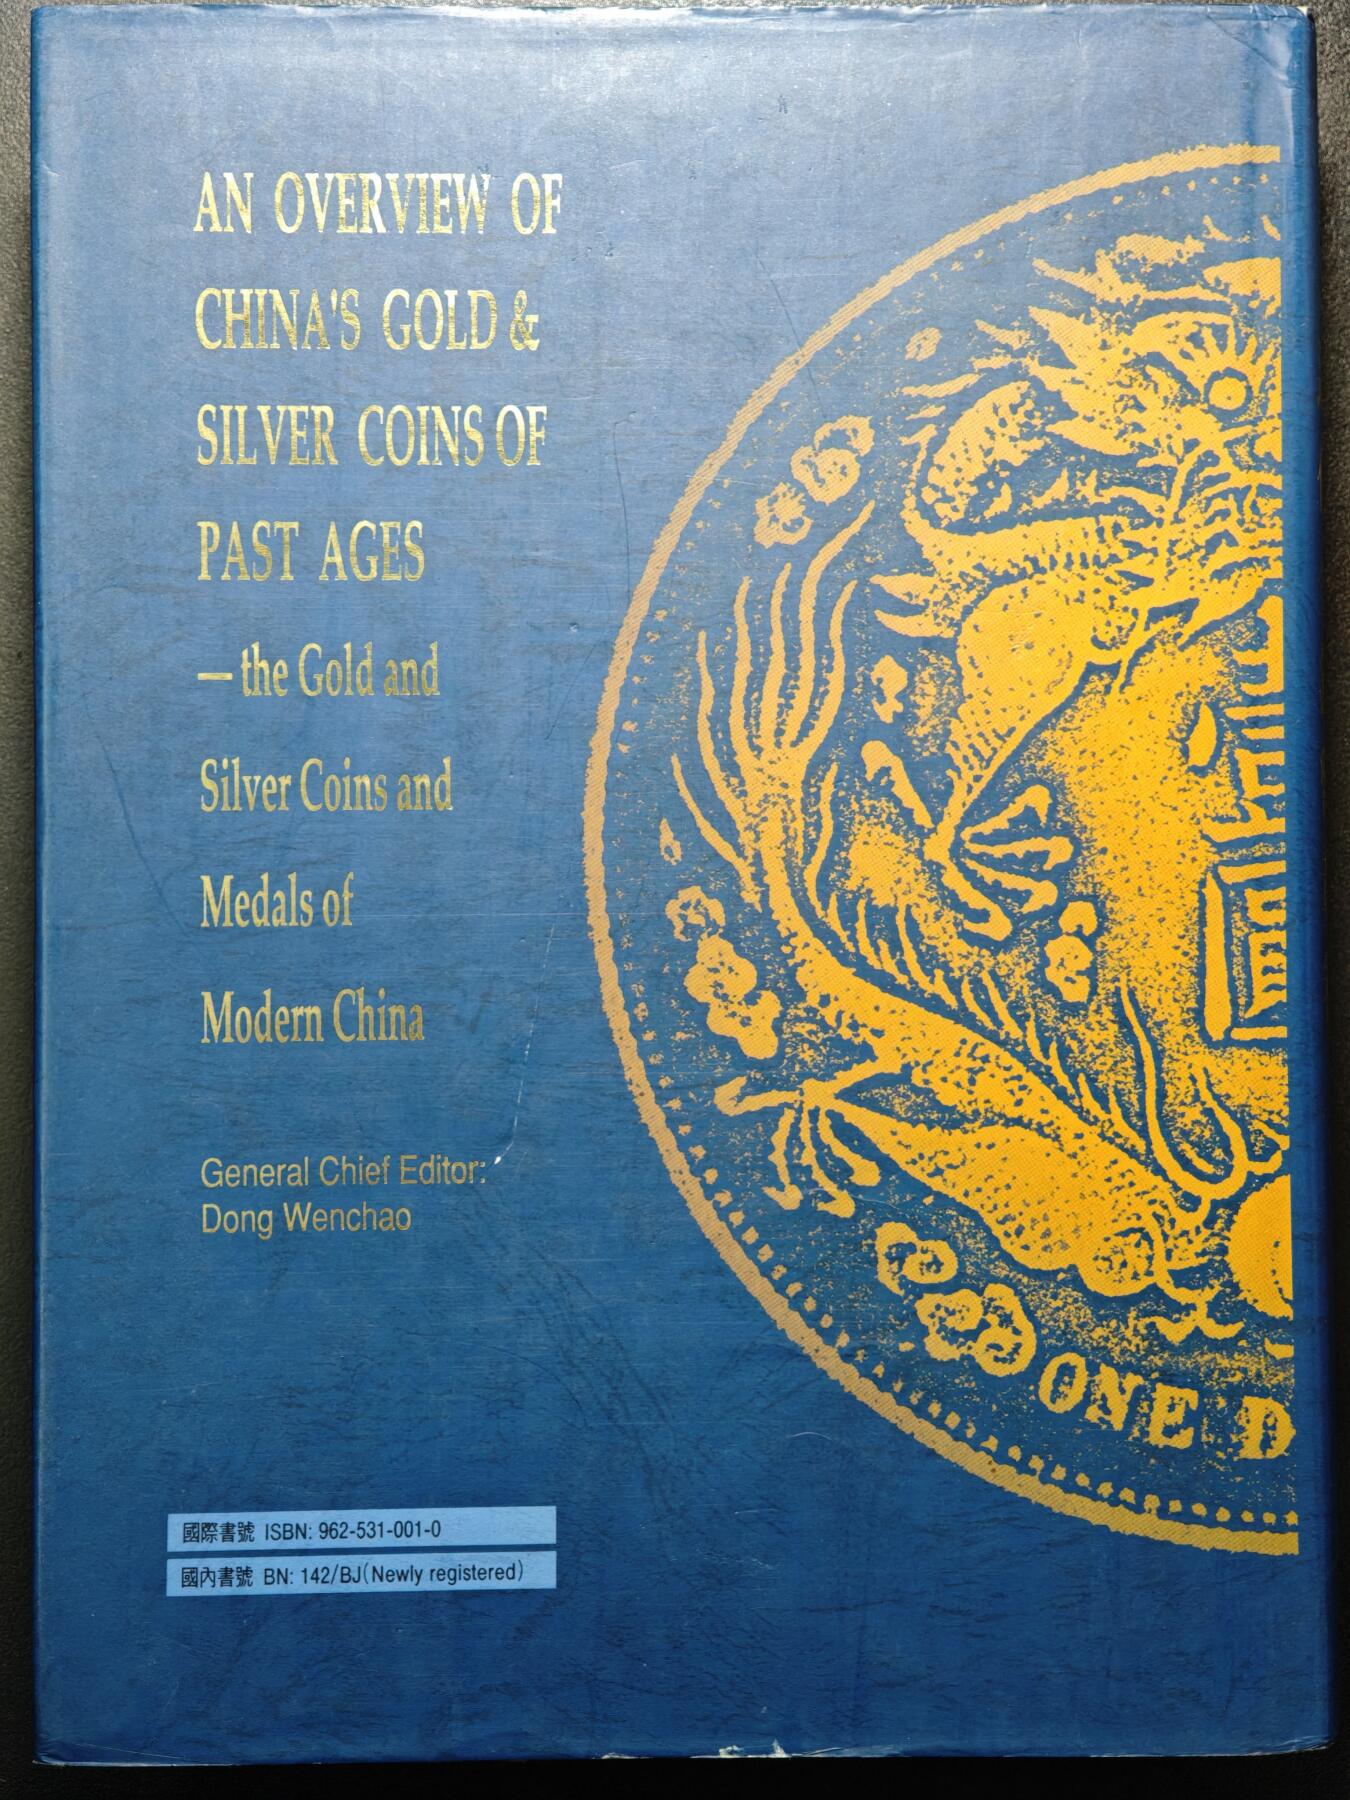 AN OVERVIEW OF
CHINA'S GOLD &
SILVER COINS OF
PAST AGES
— the Gold and
Silver Coins and
Medals of
Modern China
General Chief Editor:
Dong Wenchao
ONE D
國際書號 ISBN: 962-531-001-0
國內書號 BN: 142/BJ(Newly registered)